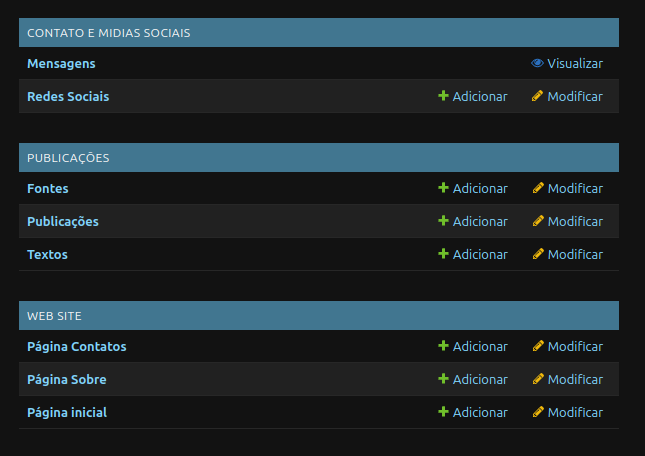 CONTATO E MIDIAS SOCIAIS
Mensagens Visualizar
Redes Sociais Adicionar Modificar
PUBLICAÇÕES
Fontes Adicionar Modificar
Publicações Adicionar Modificar
Textos Adicionar Modificar
WEB SITE
Página Contatos Adicionar Modificar
Página Sobre Adicionar Modificar
Página inicial Adicionar Modificar